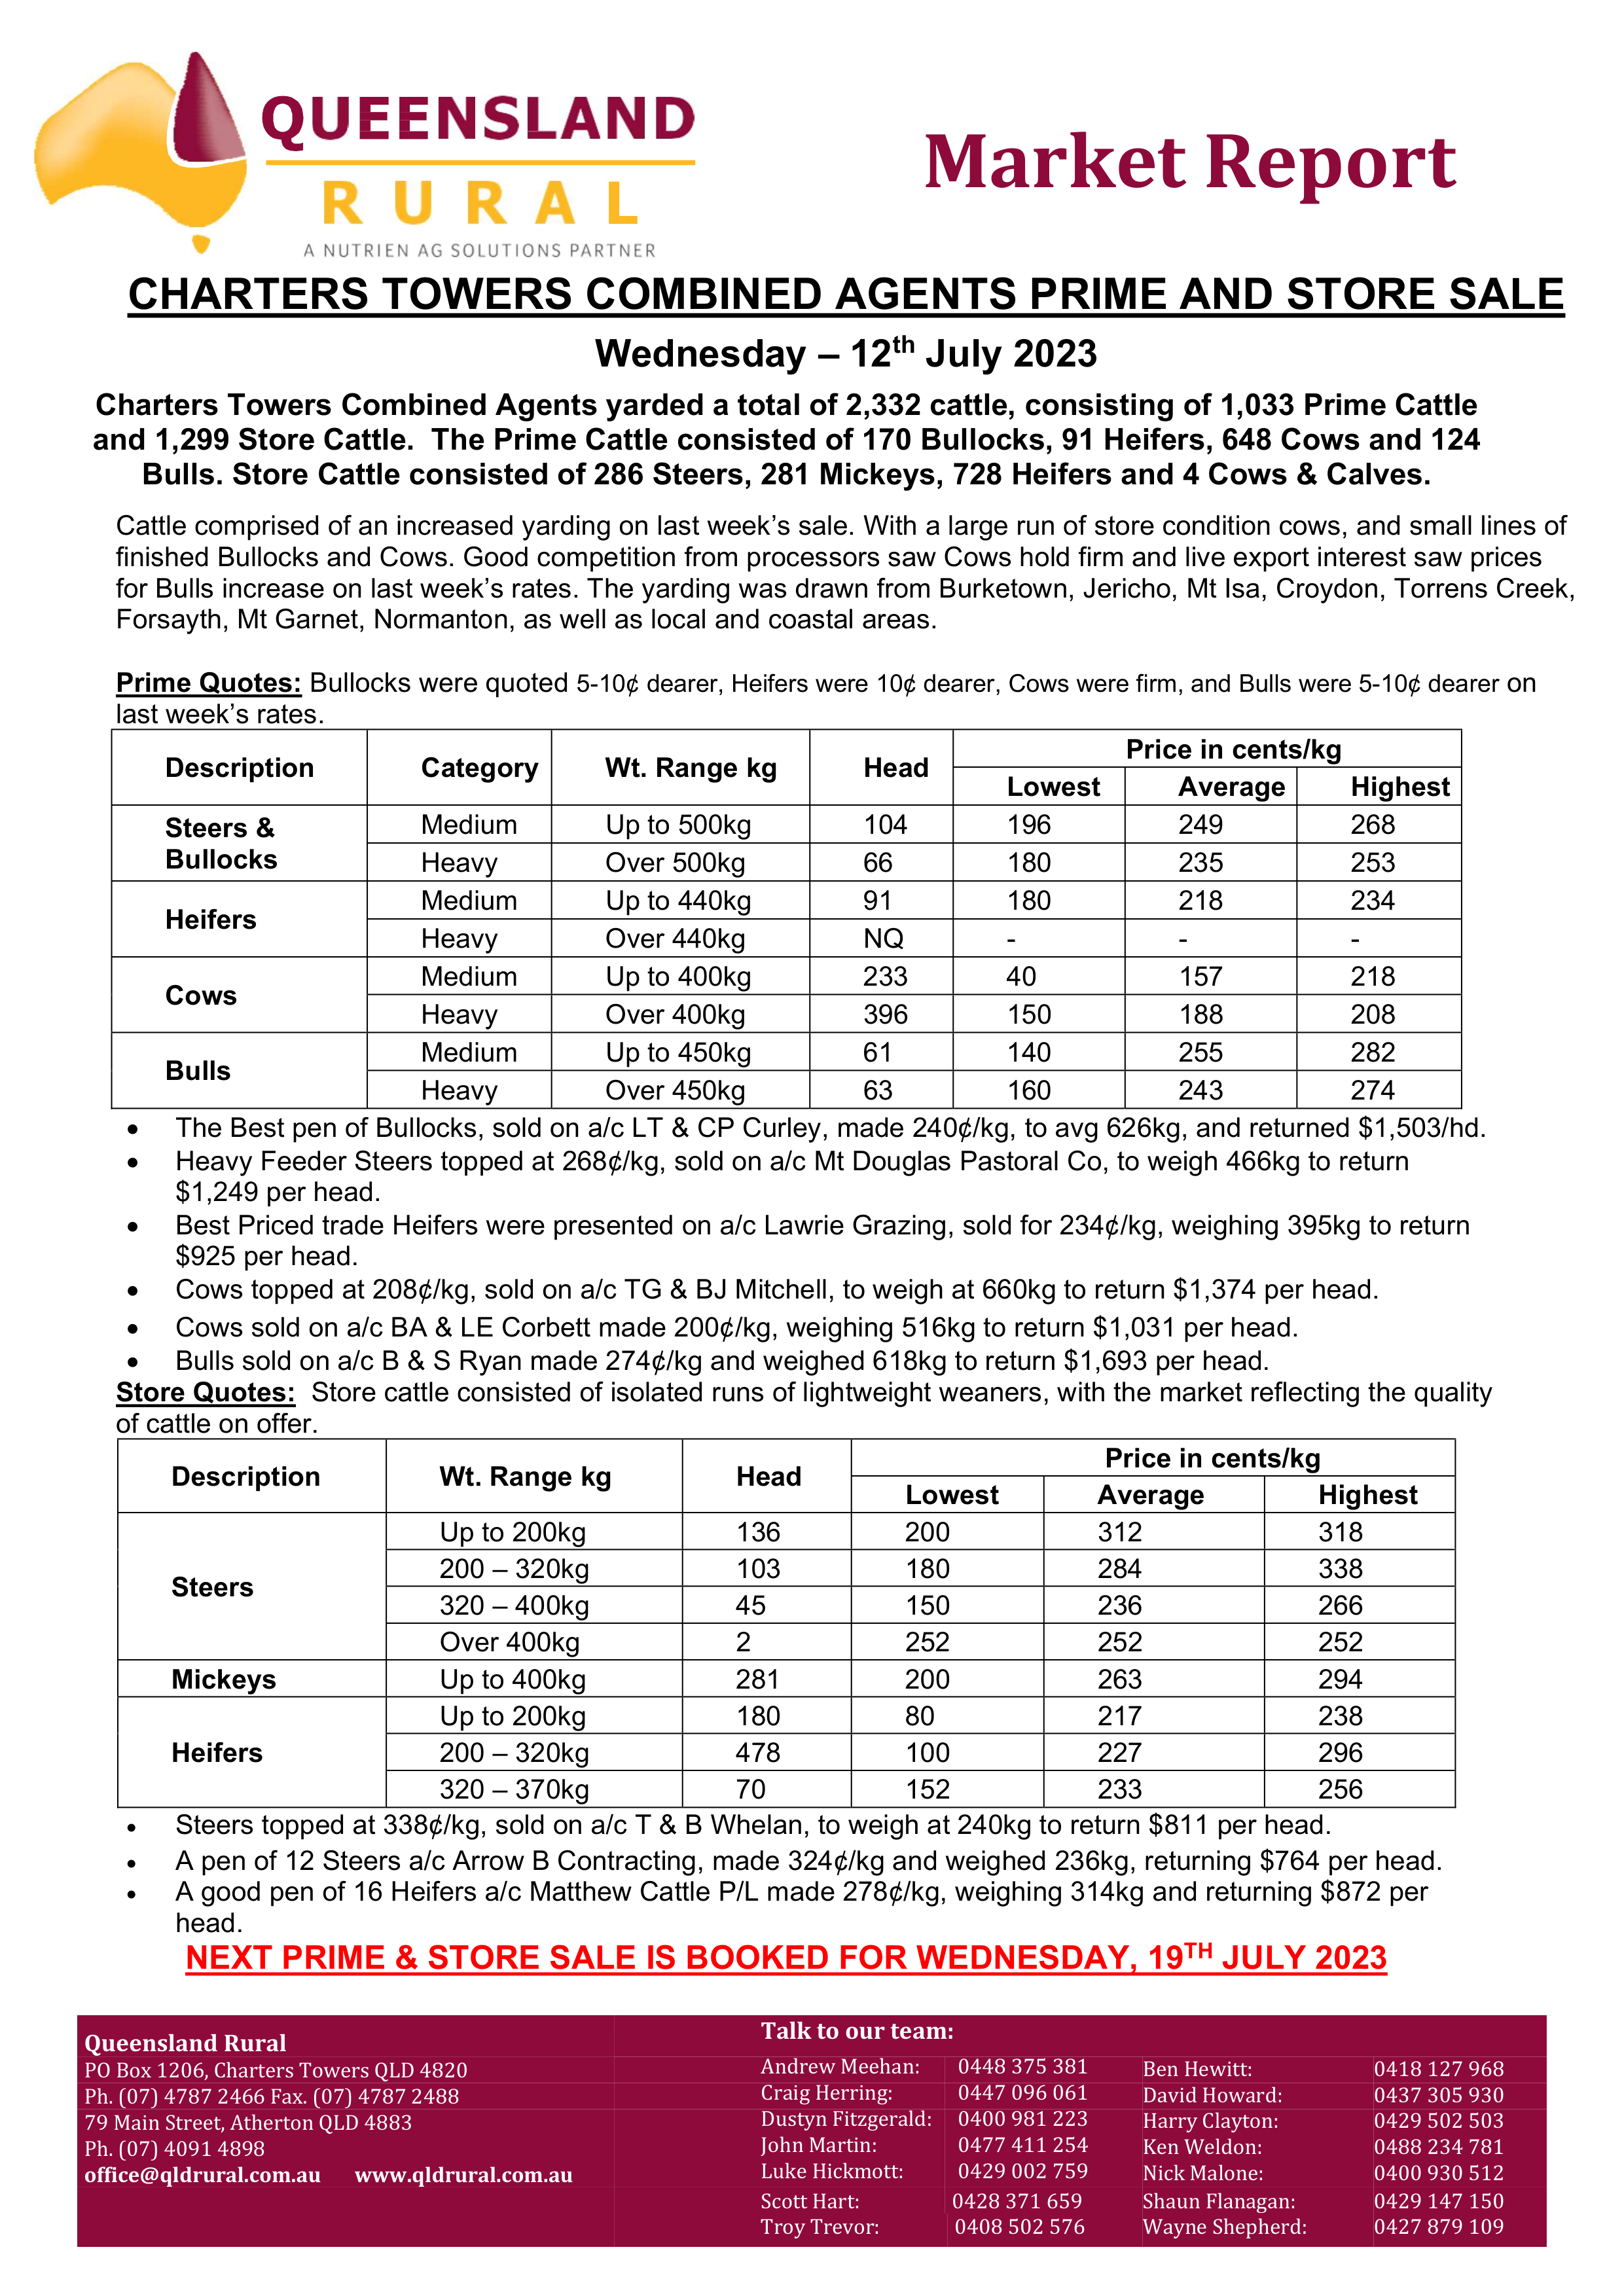 QUEENSLAND
RURAL
A NUTRIEN AG SOLUTIONS PARTNER
Market Report
CHARTERS TOWERS COMBINED AGENTS PRIME AND STORE SALE
Wednesday – 12th July 2023
Charters Towers Combined Agents yarded a total of 2,332 cattle, consisting of 1,033 Prime Cattle
and 1,299 Store Cattle. The Prime Cattle consisted of 170 Bullocks, 91 Heifers, 648 Cows and 124
Bulls. Store Cattle consisted of 286 Steers, 281 Mickeys, 728 Heifers and 4 Cows & Calves.
Cattle comprised of an increased yarding on last week’s sale. With a large run of store condition cows, and small lines of
finished Bullocks and Cows. Good competition from processors saw Cows hold firm and live export interest saw prices
for Bulls increase on last week’s rates. The yarding was drawn from Burketown, Jericho, Mt Isa, Croydon, Torrens Creek,
Forsayth, Mt Garnet, Normanton, as well as local and coastal areas.
Prime Quotes: Bullocks were quoted 5-10¢ dearer, Heifers were 10¢ dearer, Cows were firm, and Bulls were 5-10¢ dearer on
last week’s rates.
Description Category Wt. Range kg Head Price in cents/kg
Lowest Average Highest
Steers & Bullocks Medium Up to 500kg 104 196 249 268
Heavy Over 500kg 66 180 235 253
Heifers Medium Up to 440kg 91 180 218 234
Heavy Over 440kg NQ - - -
Cows Medium Up to 400kg 233 40 157 218
Heavy Over 400kg 396 150 188 208
Bulls Medium Up to 450kg 61 140 255 282
Heavy Over 450kg 63 160 243 274
• The Best pen of Bullocks, sold on a/c LT & CP Curley, made 240¢/kg, to avg 626kg, and returned $1,503/hd.
• Heavy Feeder Steers topped at 268¢/kg, sold on a/c Mt Douglas Pastoral Co, to weigh 466kg to return
$1,249 per head.
• Best Priced trade Heifers were presented on a/c Lawrie Grazing, sold for 234¢/kg, weighing 395kg to return
$925 per head.
• Cows topped at 208¢/kg, sold on a/c TG & BJ Mitchell, to weigh at 660kg to return $1,374 per head.
• Cows sold on a/c BA & LE Corbett made 200¢/kg, weighing 516kg to return $1,031 per head.
• Bulls sold on a/c B & S Ryan made 274¢/kg and weighed 618kg to return $1,693 per head.
Store Quotes: Store cattle consisted of isolated runs of lightweight weaners, with the market reflecting the quality
of cattle on offer.
Description Wt. Range kg Head Price in cents/kg
Lowest Average Highest
Steers Up to 200kg 136 200 312 318
200 – 320kg 103 180 284 338
320 – 400kg 45 150 236 266
Over 400kg 2 252 252 252
Mickeys Up to 400kg 281 200 263 294
Heifers Up to 200kg 180 80 217 238
200 – 320kg 478 100 227 296
320 – 370kg 70 152 233 256
• Steers topped at 338¢/kg, sold on a/c T & B Whelan, to weigh at 240kg to return $811 per head.
• A pen of 12 Steers a/c Arrow B Contracting, made 324¢/kg and weighed 236kg, returning $764 per head.
• A good pen of 16 Heifers a/c Matthew Cattle P/L made 278¢/kg, weighing 314kg and returning $872 per
head.
NEXT PRIME & STORE SALE IS BOOKED FOR WEDNESDAY, 19TH JULY 2023
Queensland Rural
PO Box 1206, Charters Towers QLD 4820
Ph. (07) 4787 2466 Fax. (07) 4787 2488
79 Main Street, Atherton QLD 4883
Ph. (07) 4091 4898
office@qldrural.com.au www.qldrural.com.au
Talk to our team:
Andrew Meehan: 0448 375 381 Ben Hewitt: 0418 127 968
Craig Herring: 0447 096 061 David Howard: 0437 305 930
Dustyn Fitzgerald: 0400 981 223 Harry Clayton: 0429 502 503
John Martin: 0477 411 254 Ken Weldon: 0488 234 781
Luke Hickmott: 0429 002 759 Nick Malone: 0400 930 512
Scott Hart: 0428 371 659 Shaun Flanagan: 0429 147 150
Troy Trevor: 0408 502 576 Wayne Shepherd: 0427 879 109